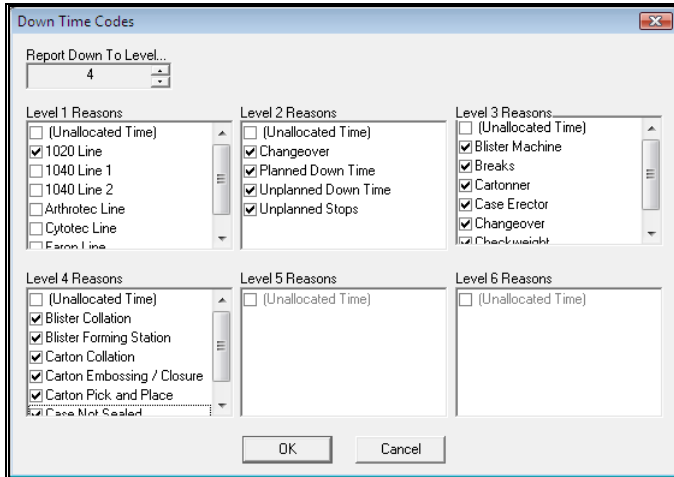 Down Time Codes
Report Down To Level...
4
Level 1 Reasons
(Unallocated Time)
1020 Line
1040 Line 1
1040 Line 2
Arthrotec Line
Cytotec Line
Faron Line
Level 2 Reasons
(Unallocated Time)
Changeover
Planned Down Time
Unplanned Down Time
Unplanned Stops
Level 3 Reasons
(Unallocated Time)
Blister Machine
Breaks
Cartonner
Case Erector
Changeover
Checkweight
Level 4 Reasons
(Unallocated Time)
Blister Collation
Blister Forming Station
Carton Collation
Carton Embossing / Closure
Carton Pick and Place
Case Not Sealed
Level 5 Reasons
(Unallocated Time)
Level 6 Reasons
(Unallocated Time)
OK
Cancel